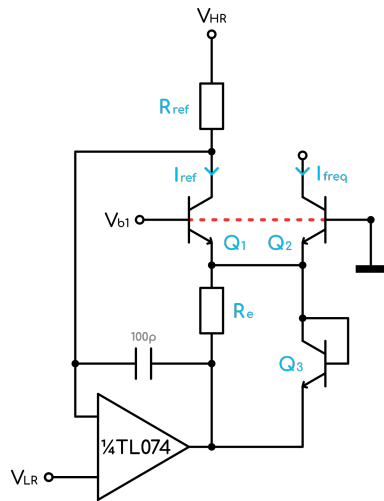 VHR
Rref
Iref
Ifreq
Vb1
Q1
Q2
Re
100p
Q3
¼TL074
VLR